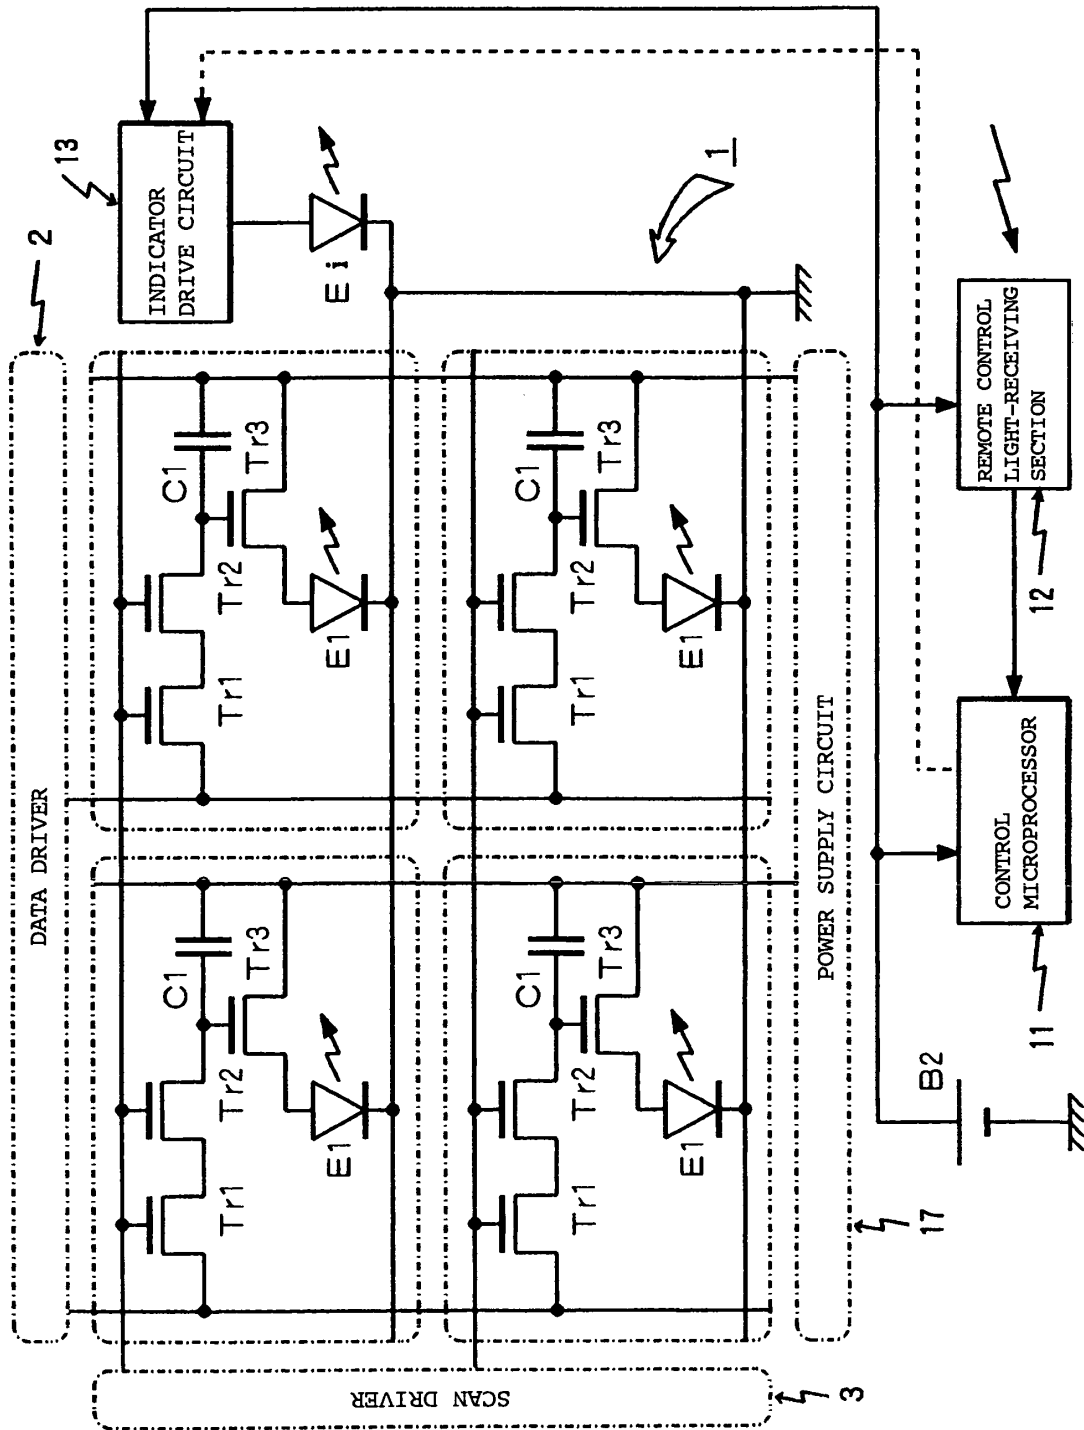 DATA DRIVER
2
SCAN DRIVER
3
Tr1
Tr2
C1
Tr3
E1
Tr1
Tr2
C1
Tr3
E1
INDICATOR
DRIVE CIRCUIT
13
Ei
1
Tr1
Tr2
C1
Tr3
E1
Tr1
Tr2
C1
Tr3
E1
POWER SUPPLY CIRCUIT
17
B2
CONTROL
MICROPROCESSOR
11
REMOTE CONTROL
LIGHT-RECEIVING
SECTION
12